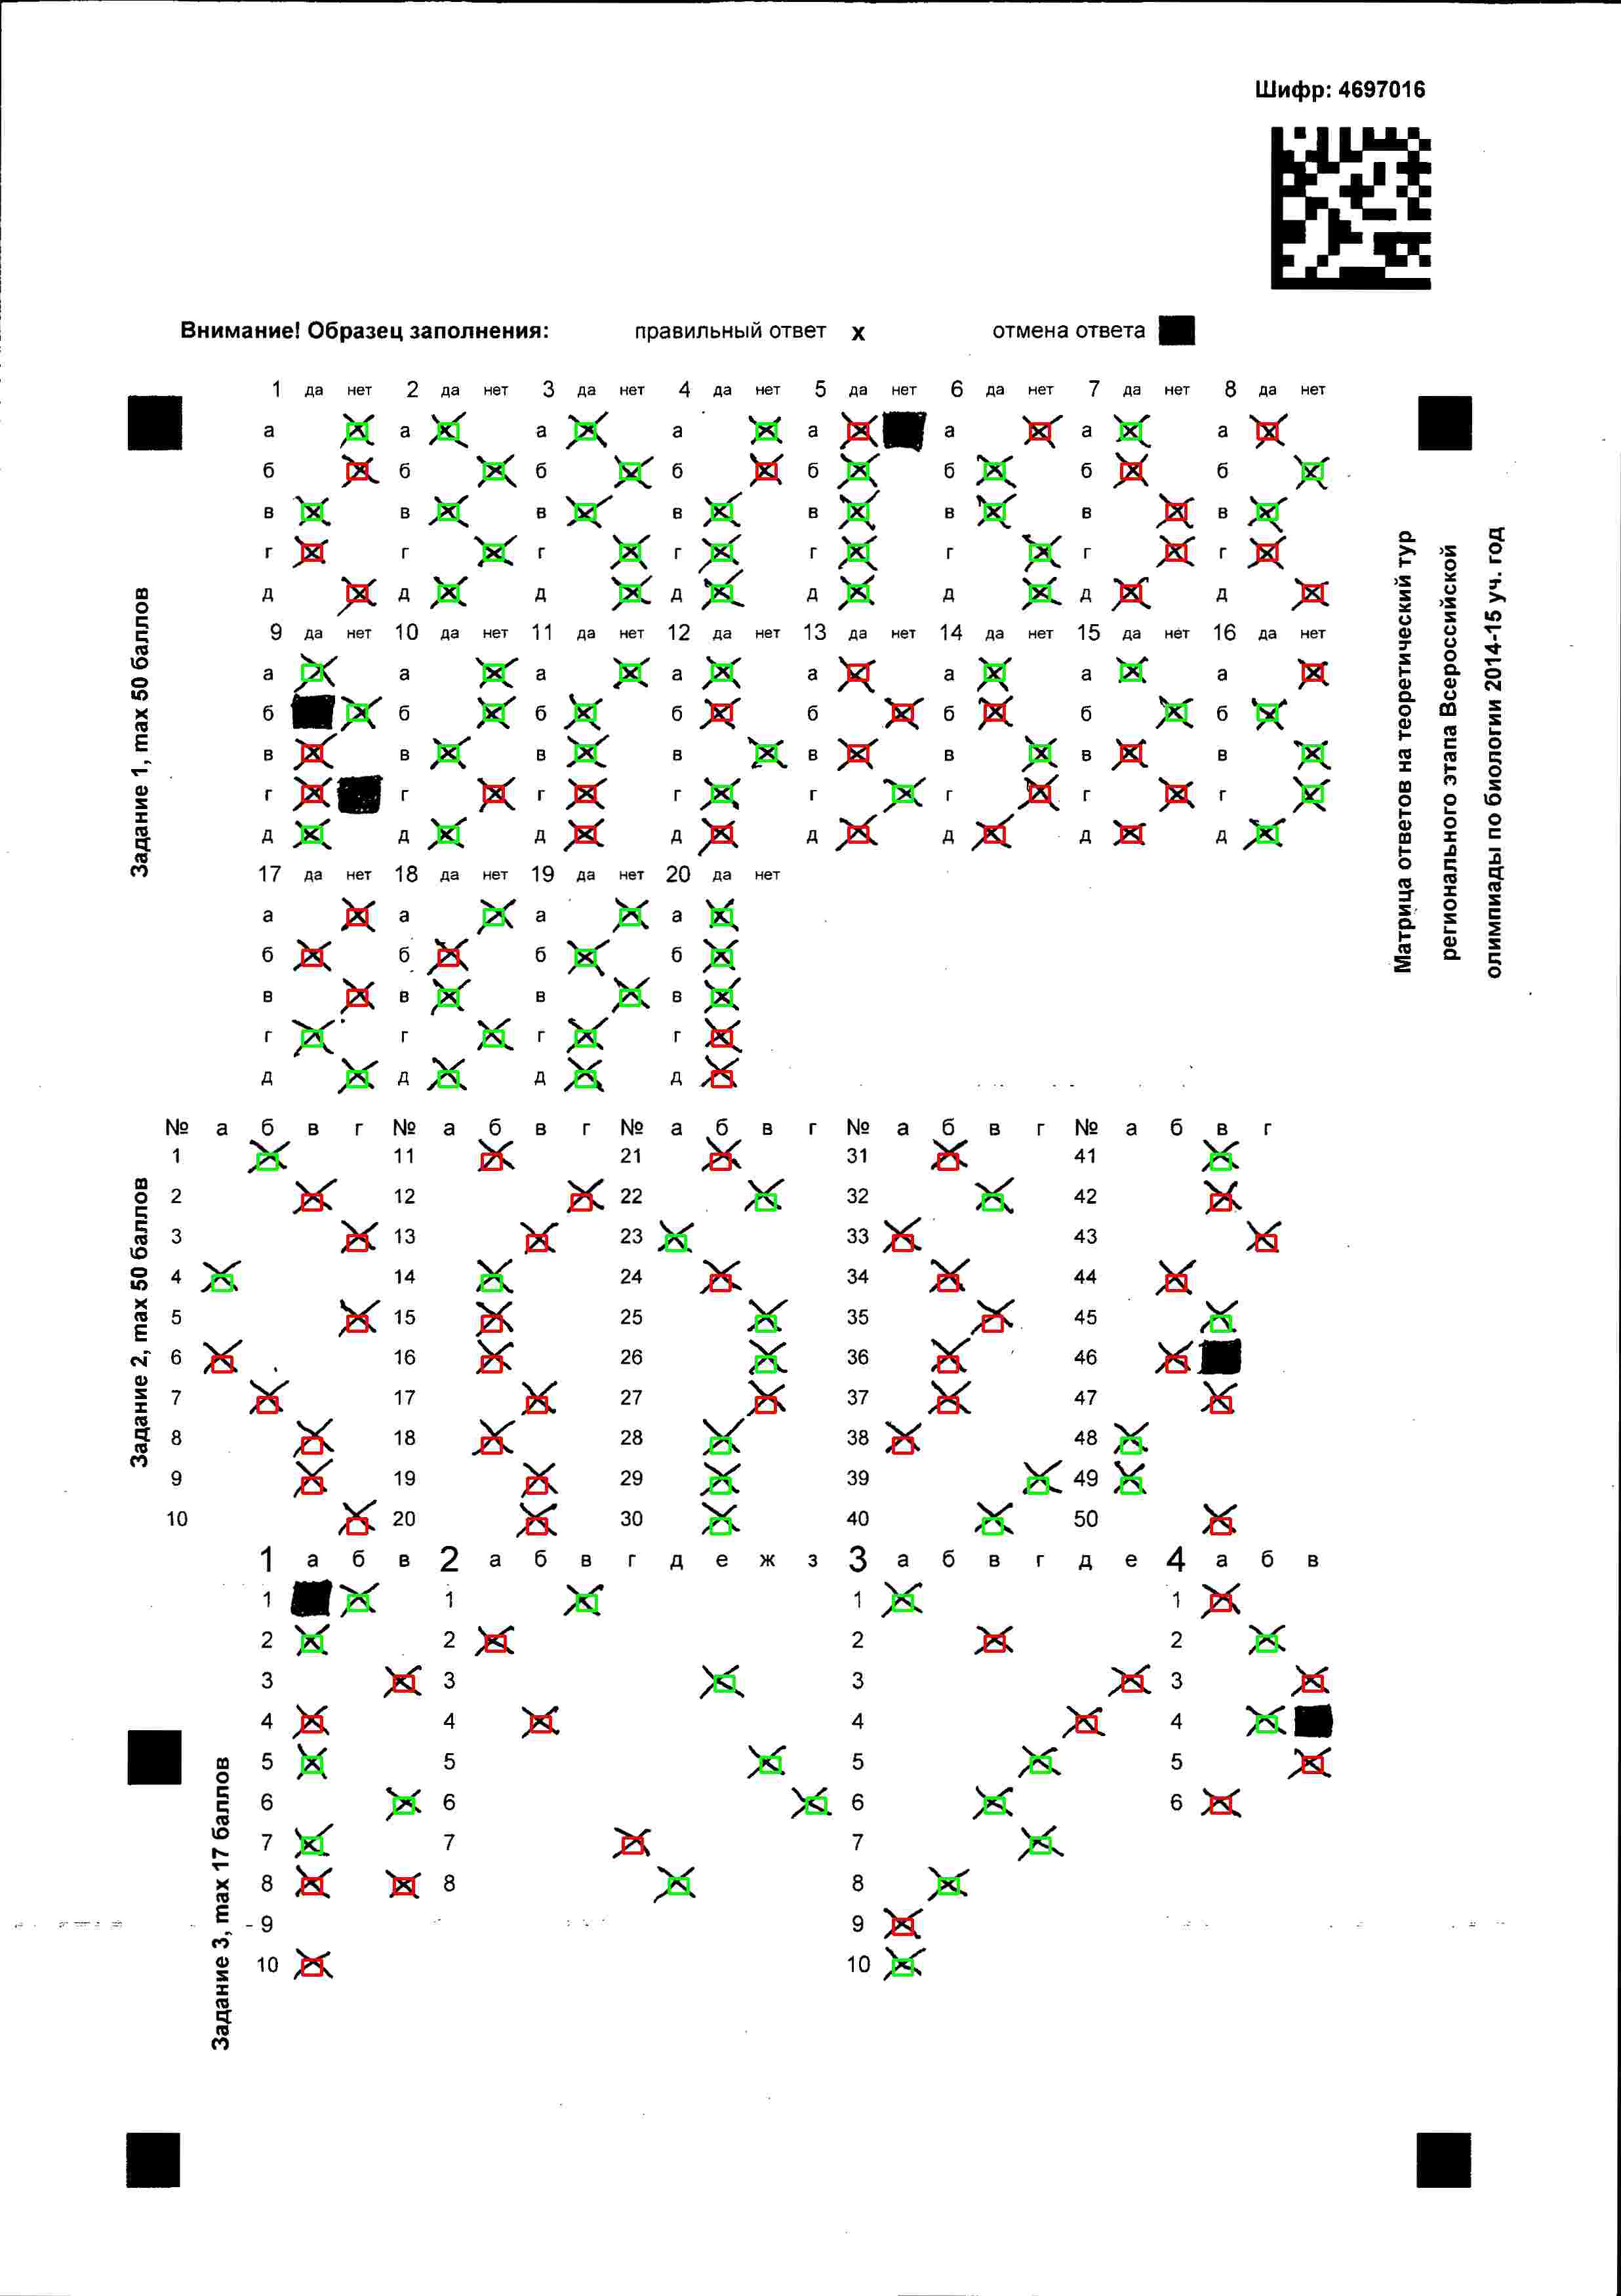 Шифр: 4697016
Внимание! Образец заполнения: правильный ответ x отмена ответа
1 да нет 2 да нет 3 да нет 4 да нет 5 да нет 6 да нет 7 да нет 8 да нет
а а а а а а а а
б б б б б б б б
в в в в в в в в
г г г г г г г г
д д д д д д д д
9 да нет 10 да нет 11 да нет 12 да нет 13 да нет 14 да нет 15 да нет 16 да нет
а а а а а а а а
б б б б б б б б
в в в в в в в в
г г г г г г г г
д д д д д д д д
17 да нет 18 да нет 19 да нет 20 да нет
а а а а
б б б б
в в в в
г г г г
д д д д
Задание 1, max 50 баллов
Матрица ответов на теоретический тур
регионального этапа Всероссийской
олимпиады по биологии 2014-15 уч. год
№ а б в г № а б в г № а б в г № а б в г № а б в г
1 11 21 31 41
2 12 22 32 42
3 13 23 33 43
4 14 24 34 44
5 15 25 35 45
6 16 26 36 46
7 17 27 37 47
8 18 28 38 48
9 19 29 39 49
10 20 30 40 50
Задание 2, max 50 баллов
1 а б в 2 а б в г д е ж з 3 а б в г д е 4 а б в
1 1 1 1
2 2 2 2
3 3 3 3
4 4 4 4
5 5 5 5
6 6 6 6
7 7 7
8 8 8
9 9
10 10
Задание 3, max 17 баллов